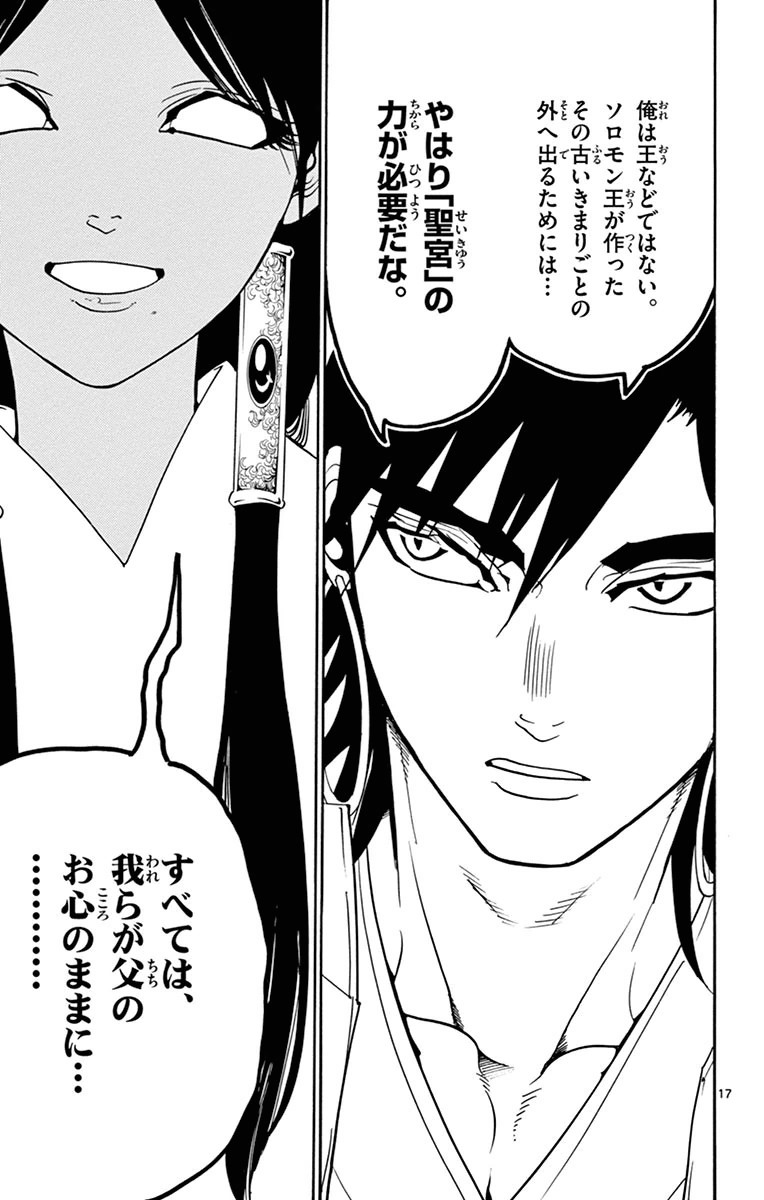 俺は王などではない。
ソロモン王が作った
その古いきまりごとの
外へ出るためには…
やはり「聖宮」の
力が必要だな。
すべては、
我らが父の
お心のままに…
…………
17